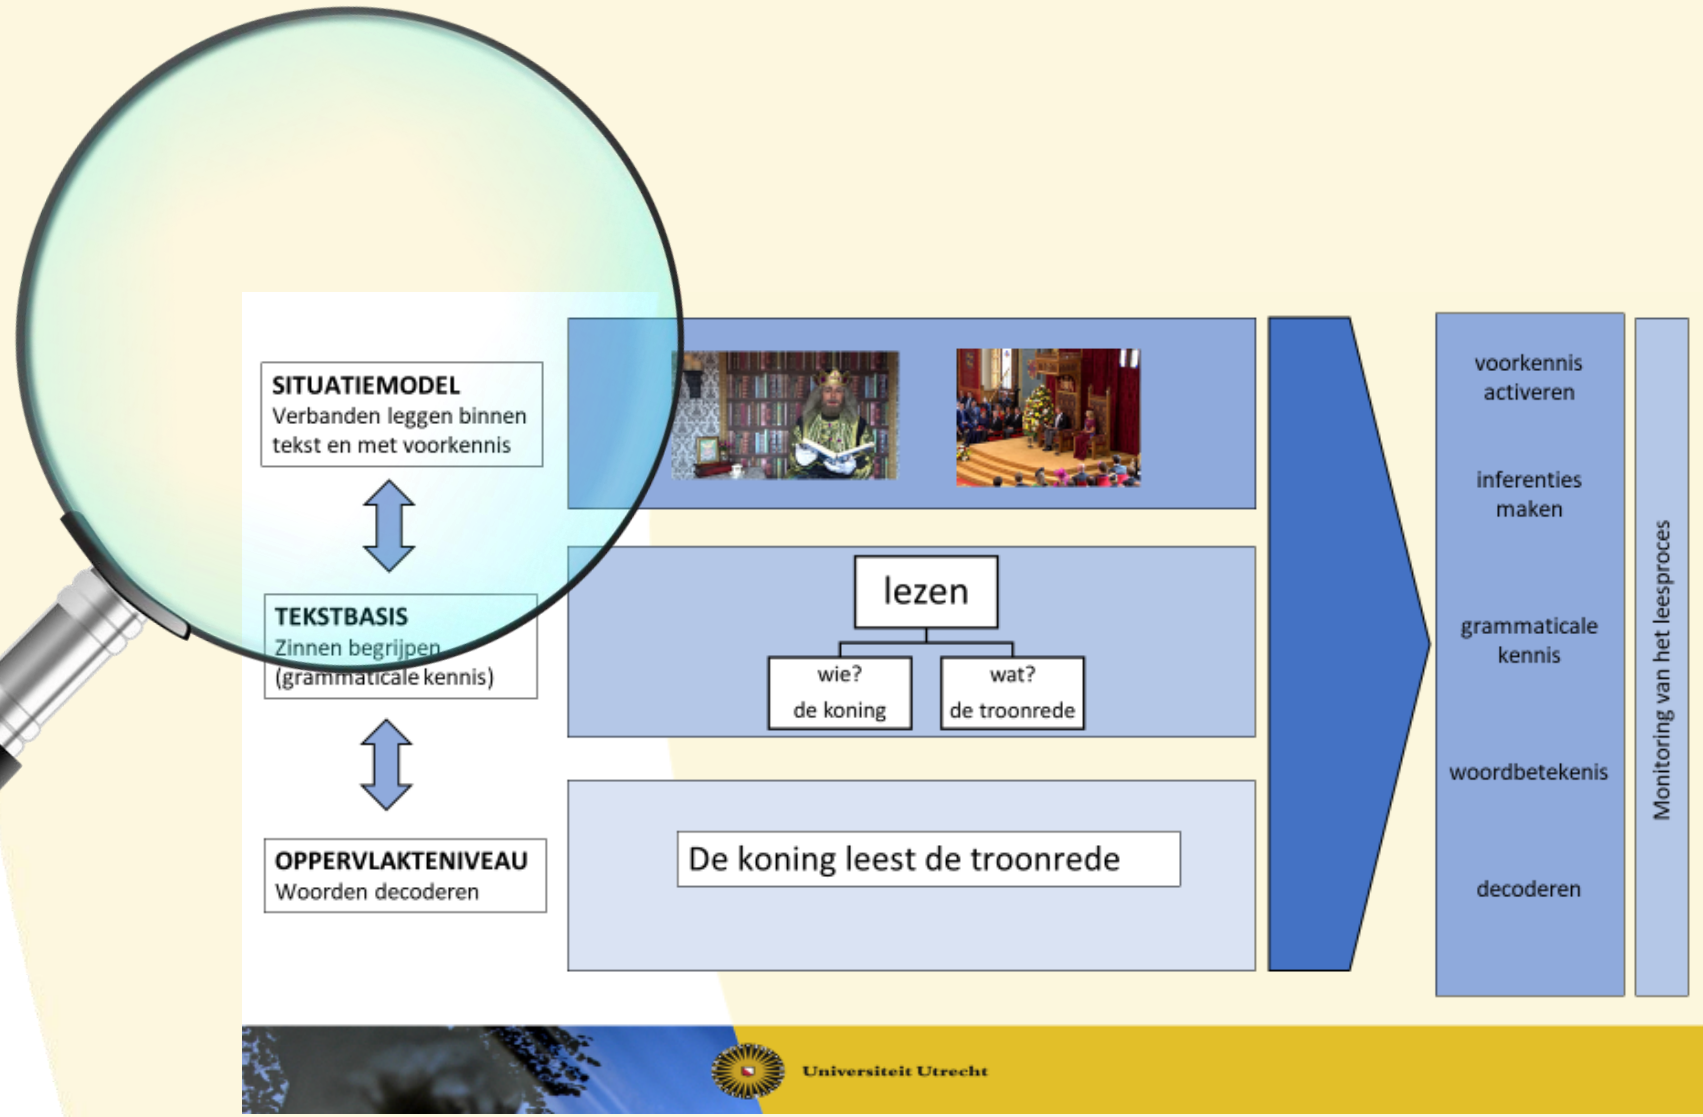 SITUATIEMODEL
Verbanden leggen binnen
tekst en met voorkennis
TEKSTBASIS
Zinnen begrijpen
(grammaticale kennis)
OPPERVLAKTENIVEAU
Woorden decoderen
lezen
wie?
de koning
wat?
de troonrede
De koning leest de troonrede
voorkennis
activeren
inferenties
maken
grammaticale
kennis
woordbetekenis
decoderen
Monitoring van het leesproces
Universiteit Utrecht